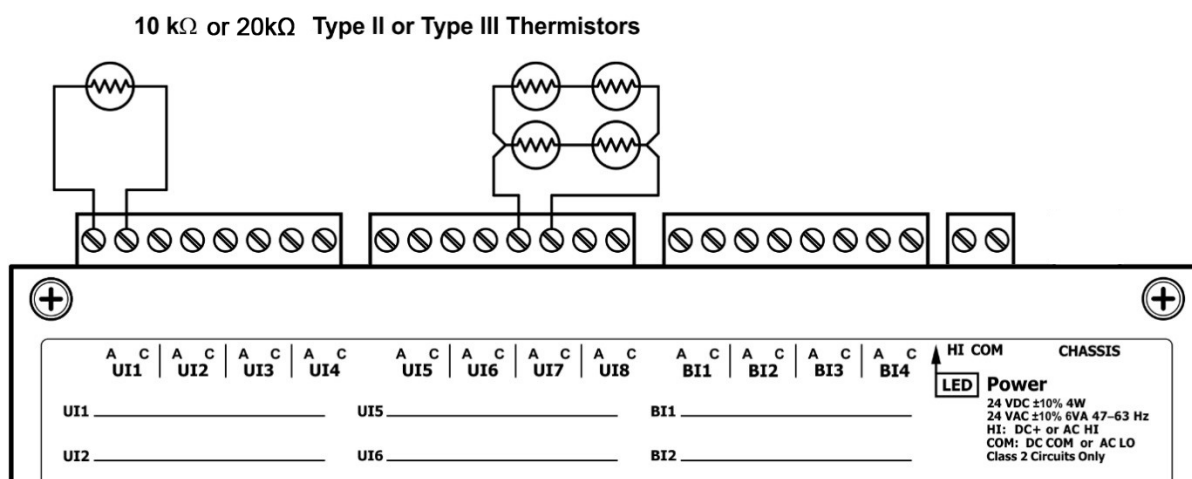 10 kΩ or 20kΩ Type II or Type III Thermistors
A C A C A C A C A C A C A C A C A C A C A C A C HI COM CHASSIS
UI1 UI2 UI3 UI4 UI5 UI6 UI7 UI8 BI1 BI2 BI3 BI4
LED Power
24 VDC ±10% 4W
24 VAC ±10% 6VA 47–63 Hz
HI: DC+ or AC HI
COM: DC COM or AC LO
Class 2 Circuits Only
UI1 UI5 BI1
UI2 UI6 BI2